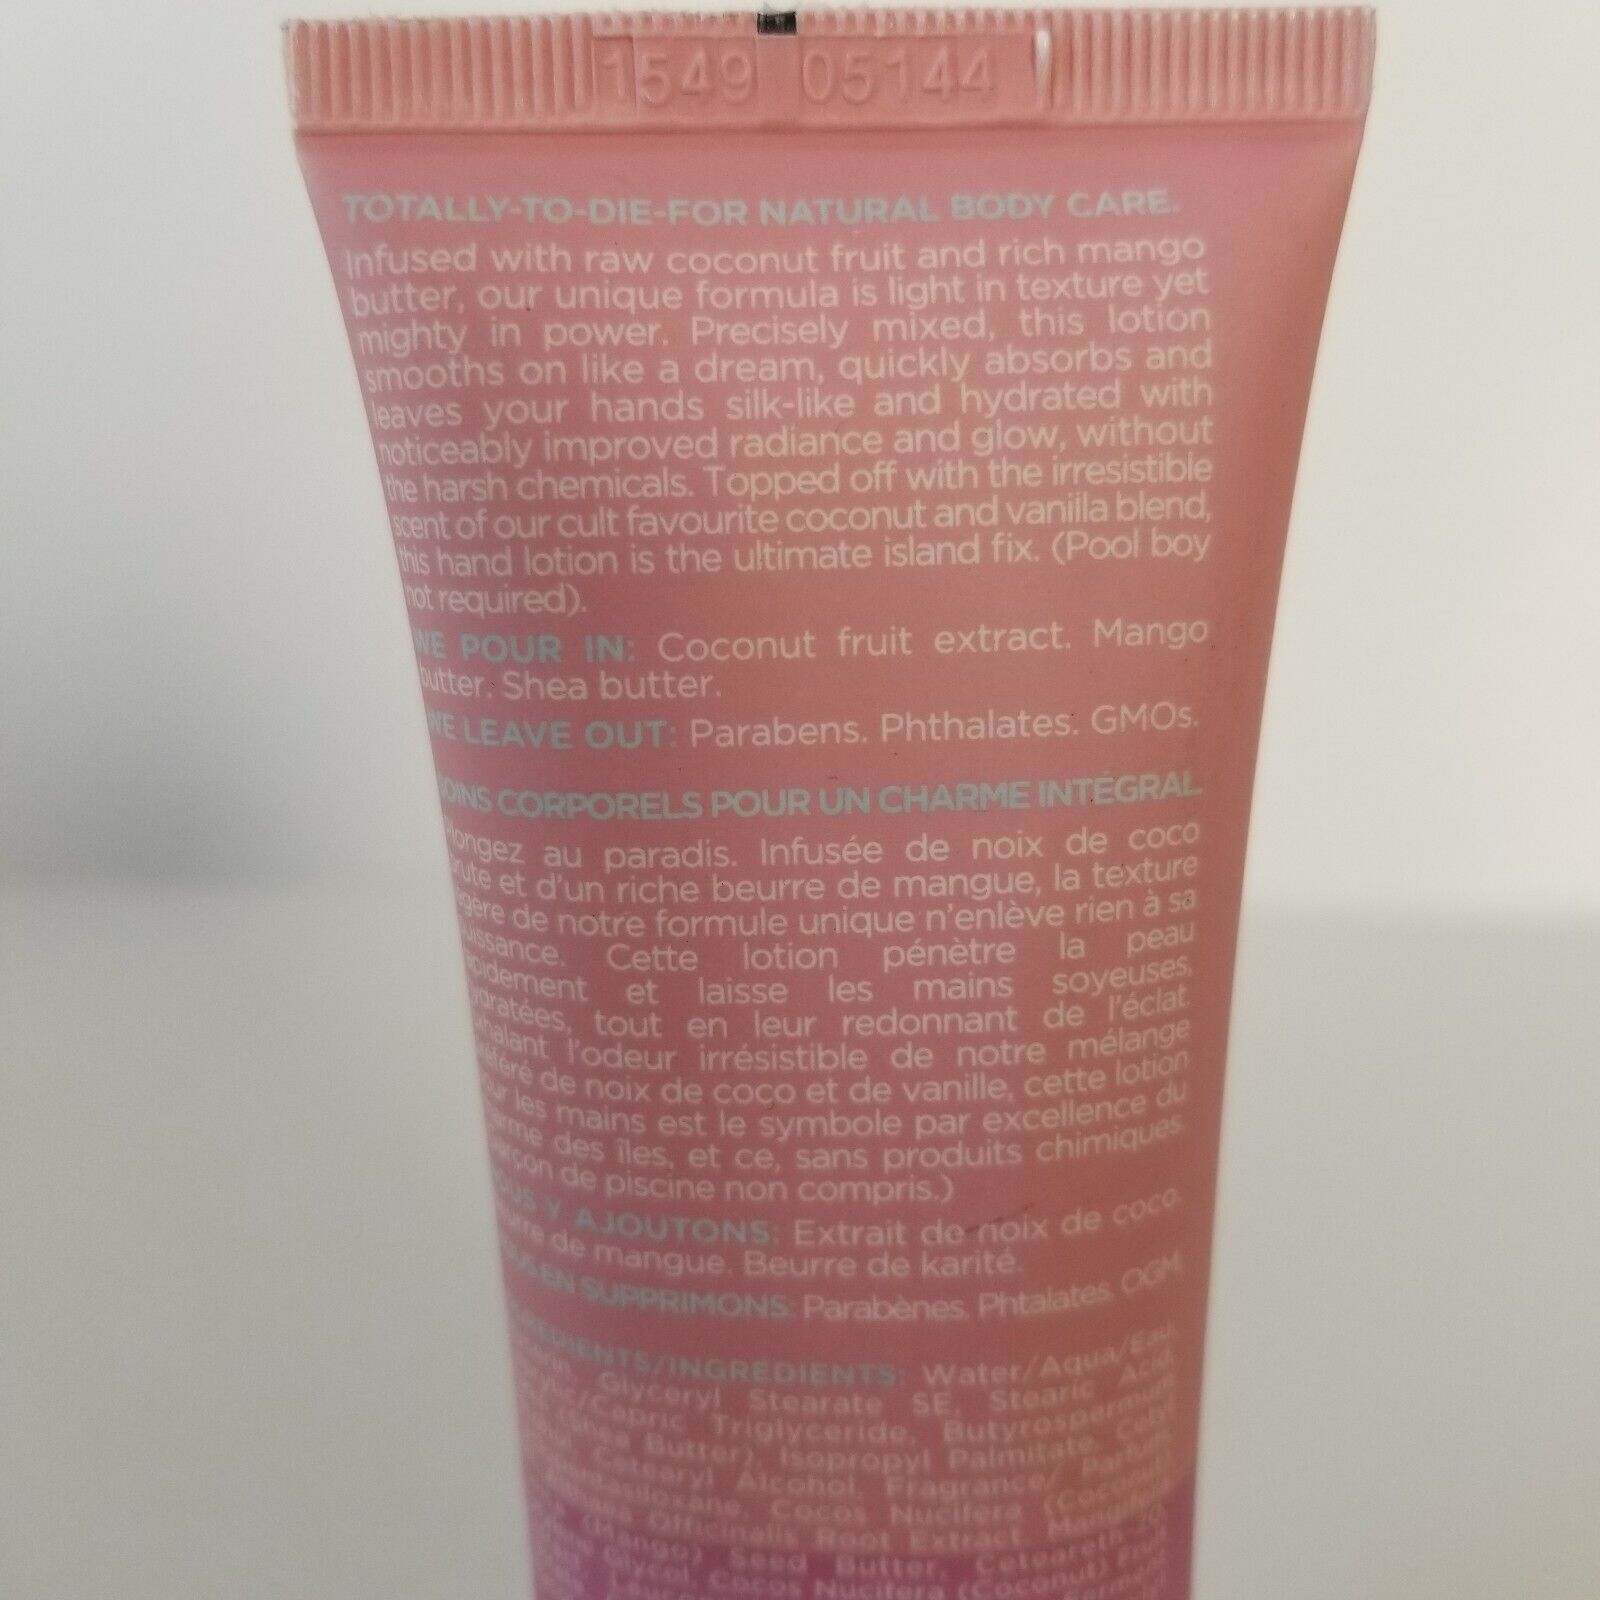 1549 05144
TOTALLY-TO-DIE-FOR NATURAL BODY CARE.
Infused with raw coconut fruit and rich mango
butter, our unique formula is light in texture yet
mighty in power. Precisely mixed, this lotion
smooths on like a dream, quickly absorbs and
leaves your hands silk-like and hydrated with
noticeably improved radiance and glow, without
the harsh chemicals. Topped off with the irresistible
scent of our cult favourite coconut and vanilla blend,
this hand lotion is the ultimate island fix. (Pool boy
not required).
WE POUR IN: Coconut fruit extract. Mango
butter. Shea butter.
WE LEAVE OUT: Parabens. Phthalates. GMOs.
SOINS CORPORELS POUR UN CHARME INTÉGRAL
Plongez au paradis. Infusée de noix de coco
brute et d'un riche beurre de mangue, la texture
légère de notre formule unique n'enlève rien à sa
puissance. Cette lotion pénètre la peau
rapidement et laisse les mains soyeuses,
hydratées, tout en leur redonnant de l'éclat.
Exhalant l'odeur irrésistible de notre mélange
préféré de noix de coco et de vanille, cette lotion
pour les mains est le symbole par excellence du
charme des îles, et ce, sans produits chimiques.
garçon de piscine non compris.)
NOUS Y AJOUTONS: Extrait de noix de coco.
Beurre de mangue. Beurre de karité.
NOUS EN SUPPRIMONS: Parabènes. Phtalates. OGM.
INGREDIENTS/INGRÉDIENTS: Water/Aqua/Eau,
Glyceryl Stearate SE, Stearic Acid,
Caprylic/Capric Triglyceride, Butyrospermum
(Shea Butter), Isopropyl Palmitate, Cetyl
Cetearyl Alcohol, Fragrance/ Parfum,
Cocos Nucifera (Coconut)
Officinalis Root Extract, Mangifera
(Mango) Seed Butter, Ceteareth-20
Glycol, Cocos Nucifera (Coconut) Fruit
Ferment